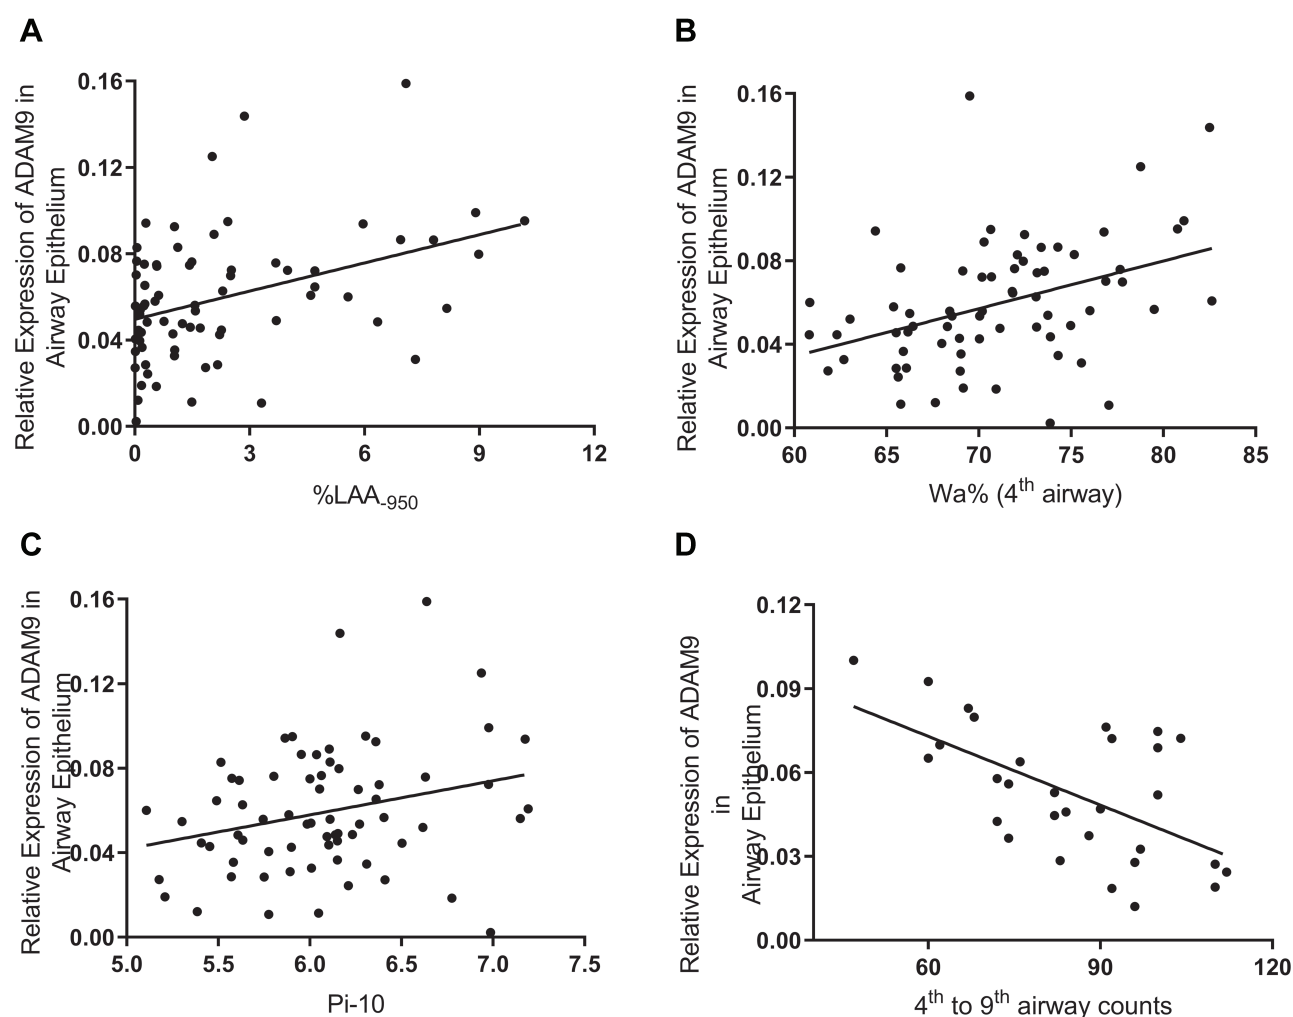 A
Relative Expression of ADAM9 in
Airway Epithelium
0.16
0.12
0.08
0.04
0.00
0 3 6 9 12
%LAA-950
B
Relative Expression of ADAM9 in
Airway Epithelium
0.16
0.12
0.08
0.04
0.00
60 65 70 75 80 85
Wa% (4th airway)
C
Relative Expression of ADAM9 in
Airway Epithelium
0.16
0.12
0.08
0.04
0.00
5.0 5.5 6.0 6.5 7.0 7.5
Pi-10
D
Relative Expression of ADAM9
in
Airway Epithelium
0.12
0.09
0.06
0.03
0.00
60 90 120
4th to 9th airway counts